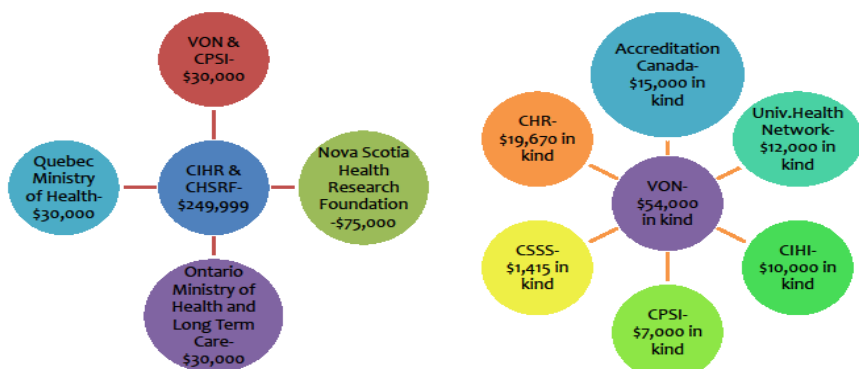 VON &
CPSI-
$30,000
Quebec
Ministry
of Health-
$30,000
CIHR &
CHSRF-
$249,999
Nova Scotia
Health
Research
Foundation
-$75,000
Ontario
Ministry of
Health and
Long Term
Care-
$30,000
Accreditation
Canada-
$15,000 in
kind
CHR-
$19,670 in
kind
Univ.Health
Network-
$12,000 in
kind
VON-
$54,000
in kind
CSSS-
$1,415 in
kind
CIHI-
$10,000 in
kind
CPSI-
$7,000 in
kind